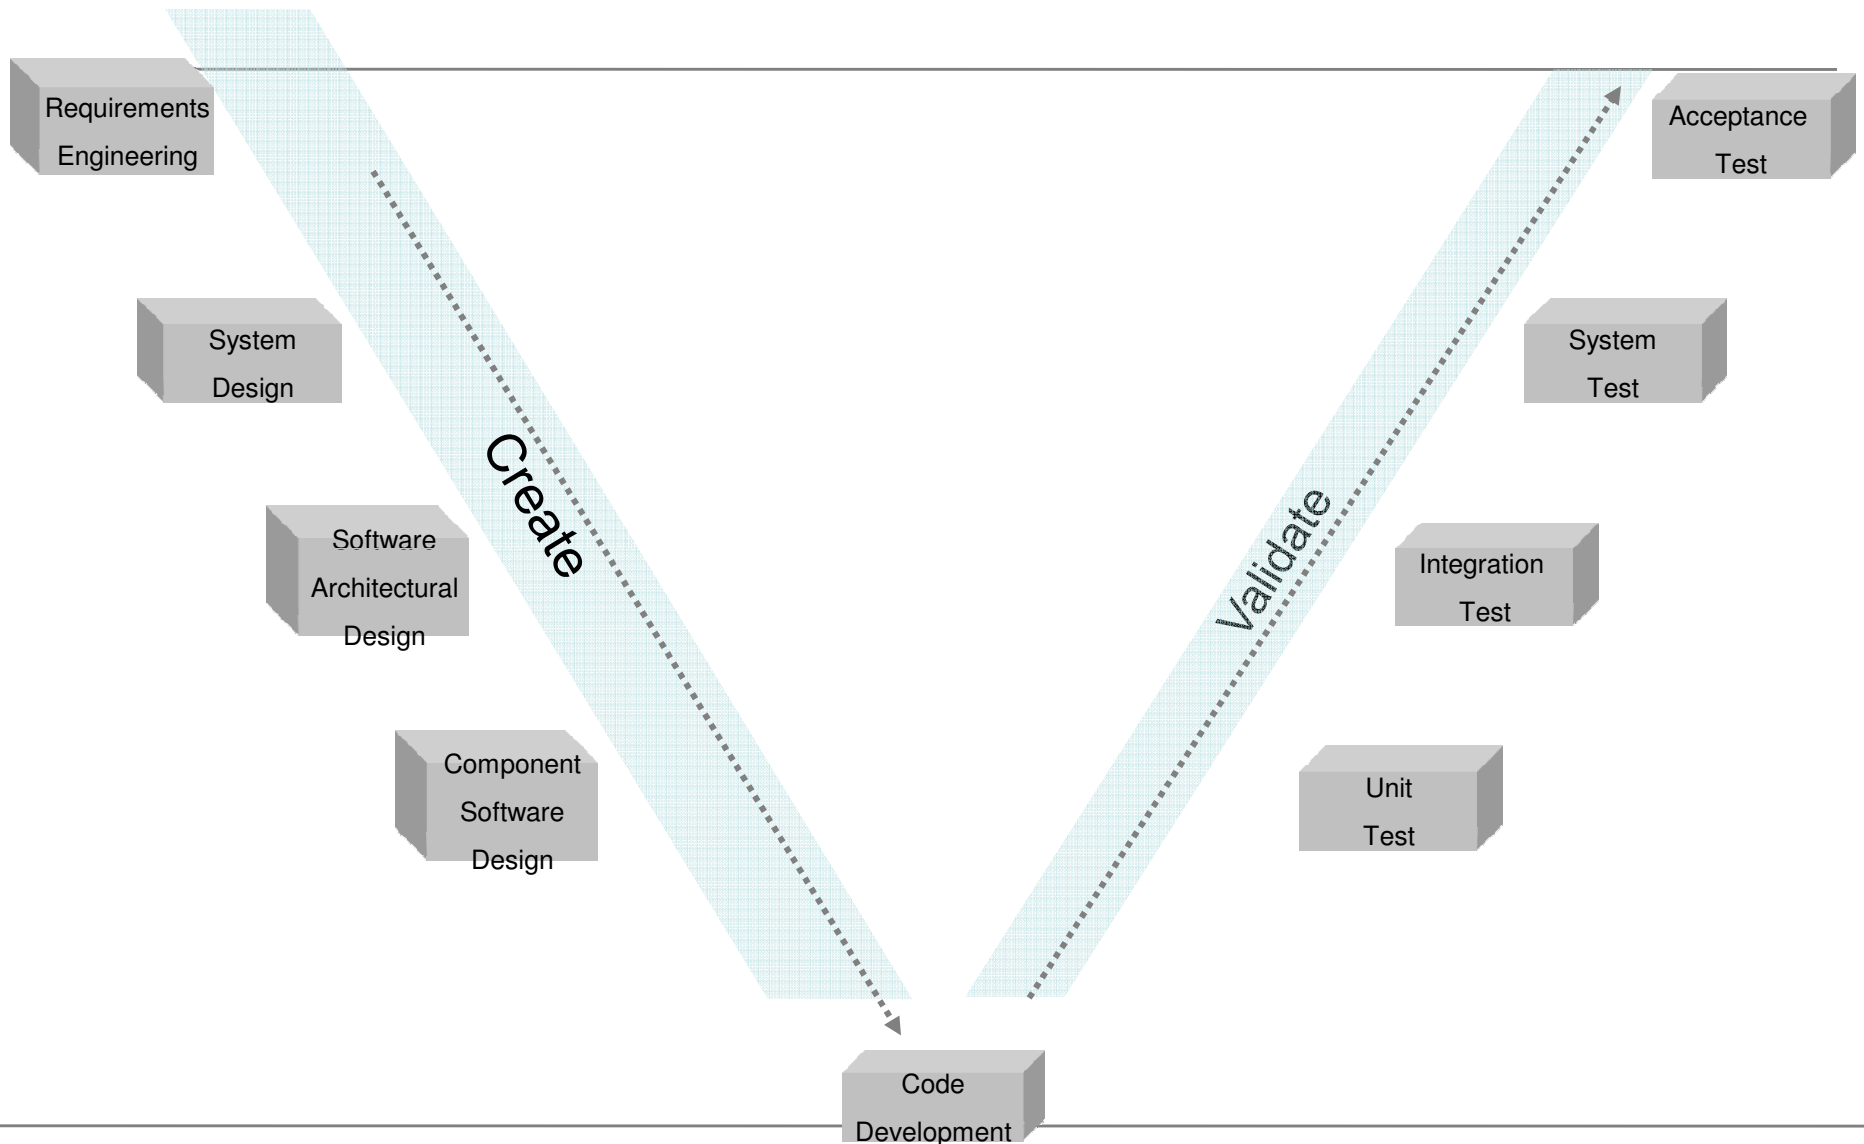 Requirements
Engineering
Acceptance
Test
System
Design
System
Test
Create
Validate
Software
Architectural
Design
Integration
Test
Component
Software
Design
Unit
Test
Code
Development